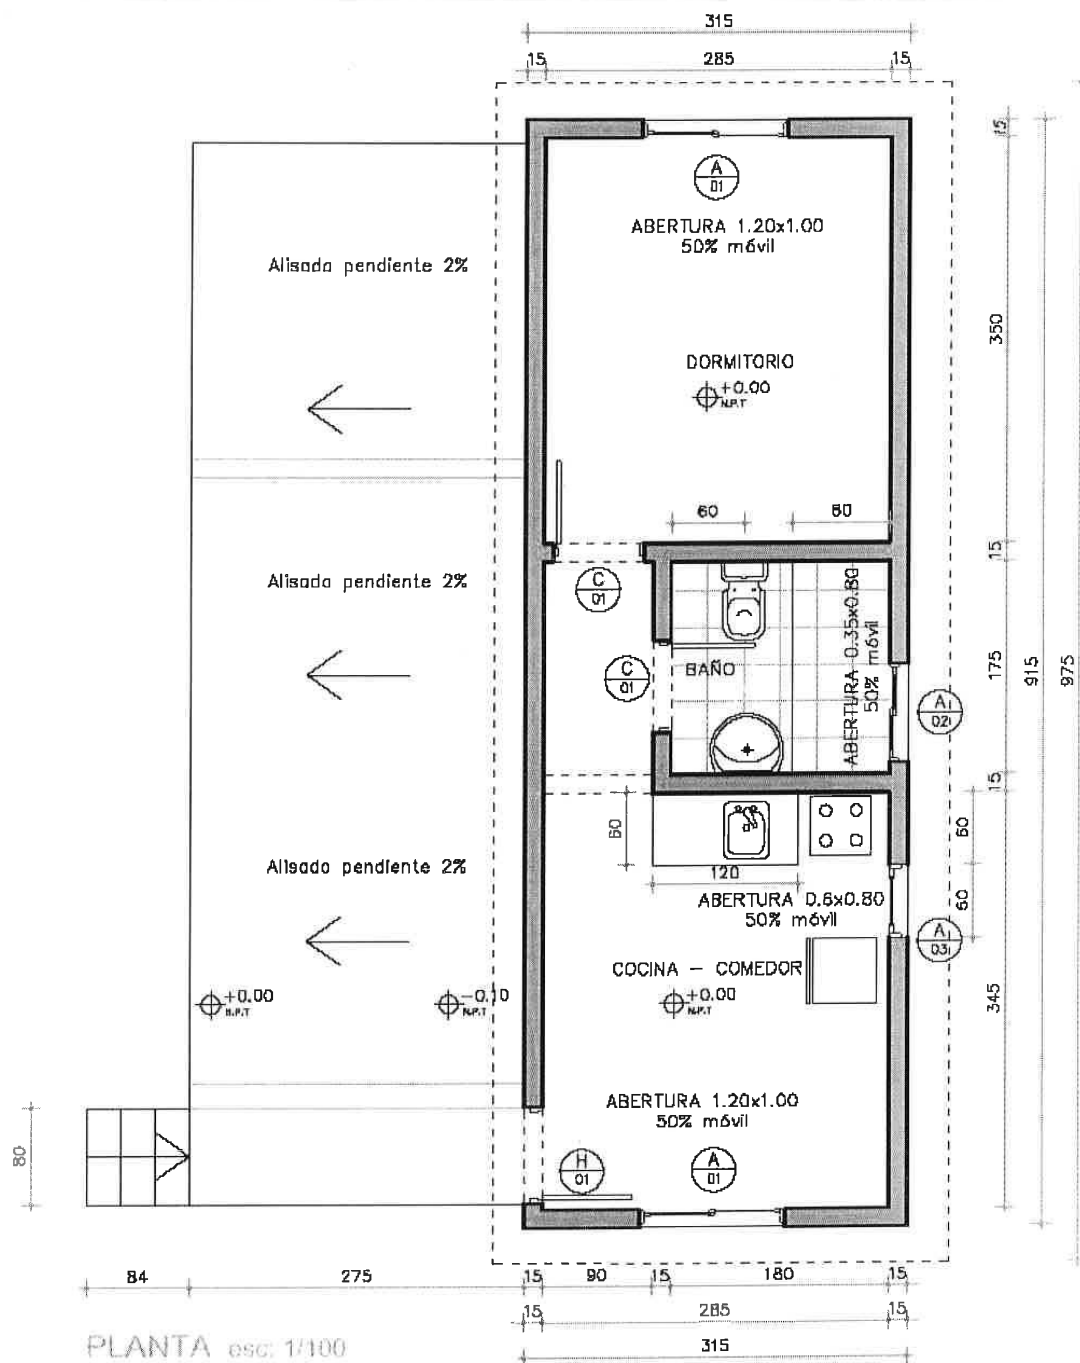 315
15 285 15
15
A
01
ABERTURA 1.20x1.00
50% móvil
Alisado pendiente 2%
350
DORMITORIO
+0.00
N.P.T
60 60
15
Alisado pendiente 2%
C
01
ABERTURA 0.35x0.80
50% móvil
BAÑO
C
01
175
915
975
A
02
15
60
60
Alisado pendiente 2%
120
ABERTURA 0.6x0.80
50% móvil
60
A
03
COCINA - COMEDOR
+0.00
N.P.T
-0.10
N.P.T
+0.00
N.P.T
345
ABERTURA 1.20x1.00
50% móvil
80
H
01
A
01
84 275 15 90 15 180 15
15 285 15
315
PLANTA esc: 1/100